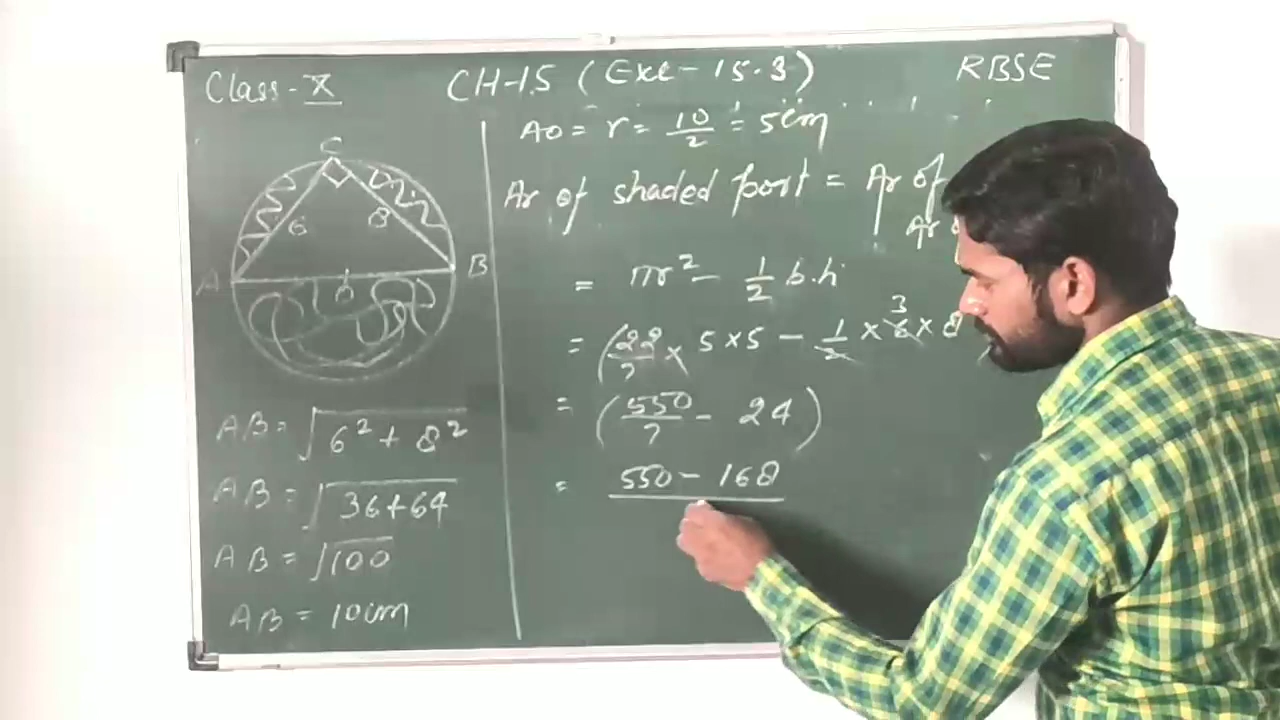 Class - X
CH-15 (Exe - 15.3)
RBSE
C
6
8
A
B
O
AB = √6² + 8²
AB = √36+64
AB = √100
AB = 10cm
AO = r = 10/2 = 5cm
Ar of shaded part = Ar of
Ar
= πr² - 1/2 b.h
= (22/7 × 5×5 - 1/2 × 6 × 8
3
= (550/7 - 24)
= 550 - 168